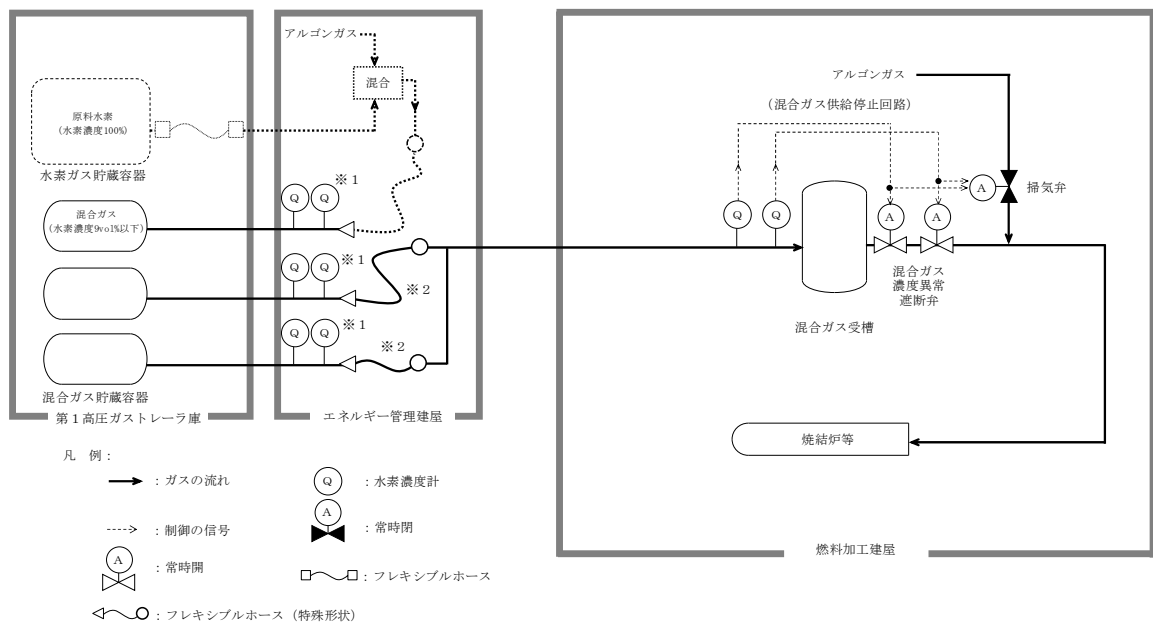 アルゴンガス
混合
原料水素
(水素濃度100%)
水素ガス貯蔵容器
混合ガス
(水素濃度9vol%以下)
Q
Q
※1
Q
Q
※1
※2
Q
Q
※1
※2
混合ガス貯蔵容器
第1高圧ガストレーラ庫
エネルギー管理建屋
アルゴンガス
(混合ガス供給停止回路)
A
掃気弁
Q
Q
A
A
混合ガス
濃度異常
遮断弁
混合ガス受槽
焼結炉等
燃料加工建屋
凡 例:
:ガスの流れ
Q
:水素濃度計
:制御の信号
A
:常時閉
A
:常時開
:フレキシブルホース
:フレキシブルホース(特殊形状)